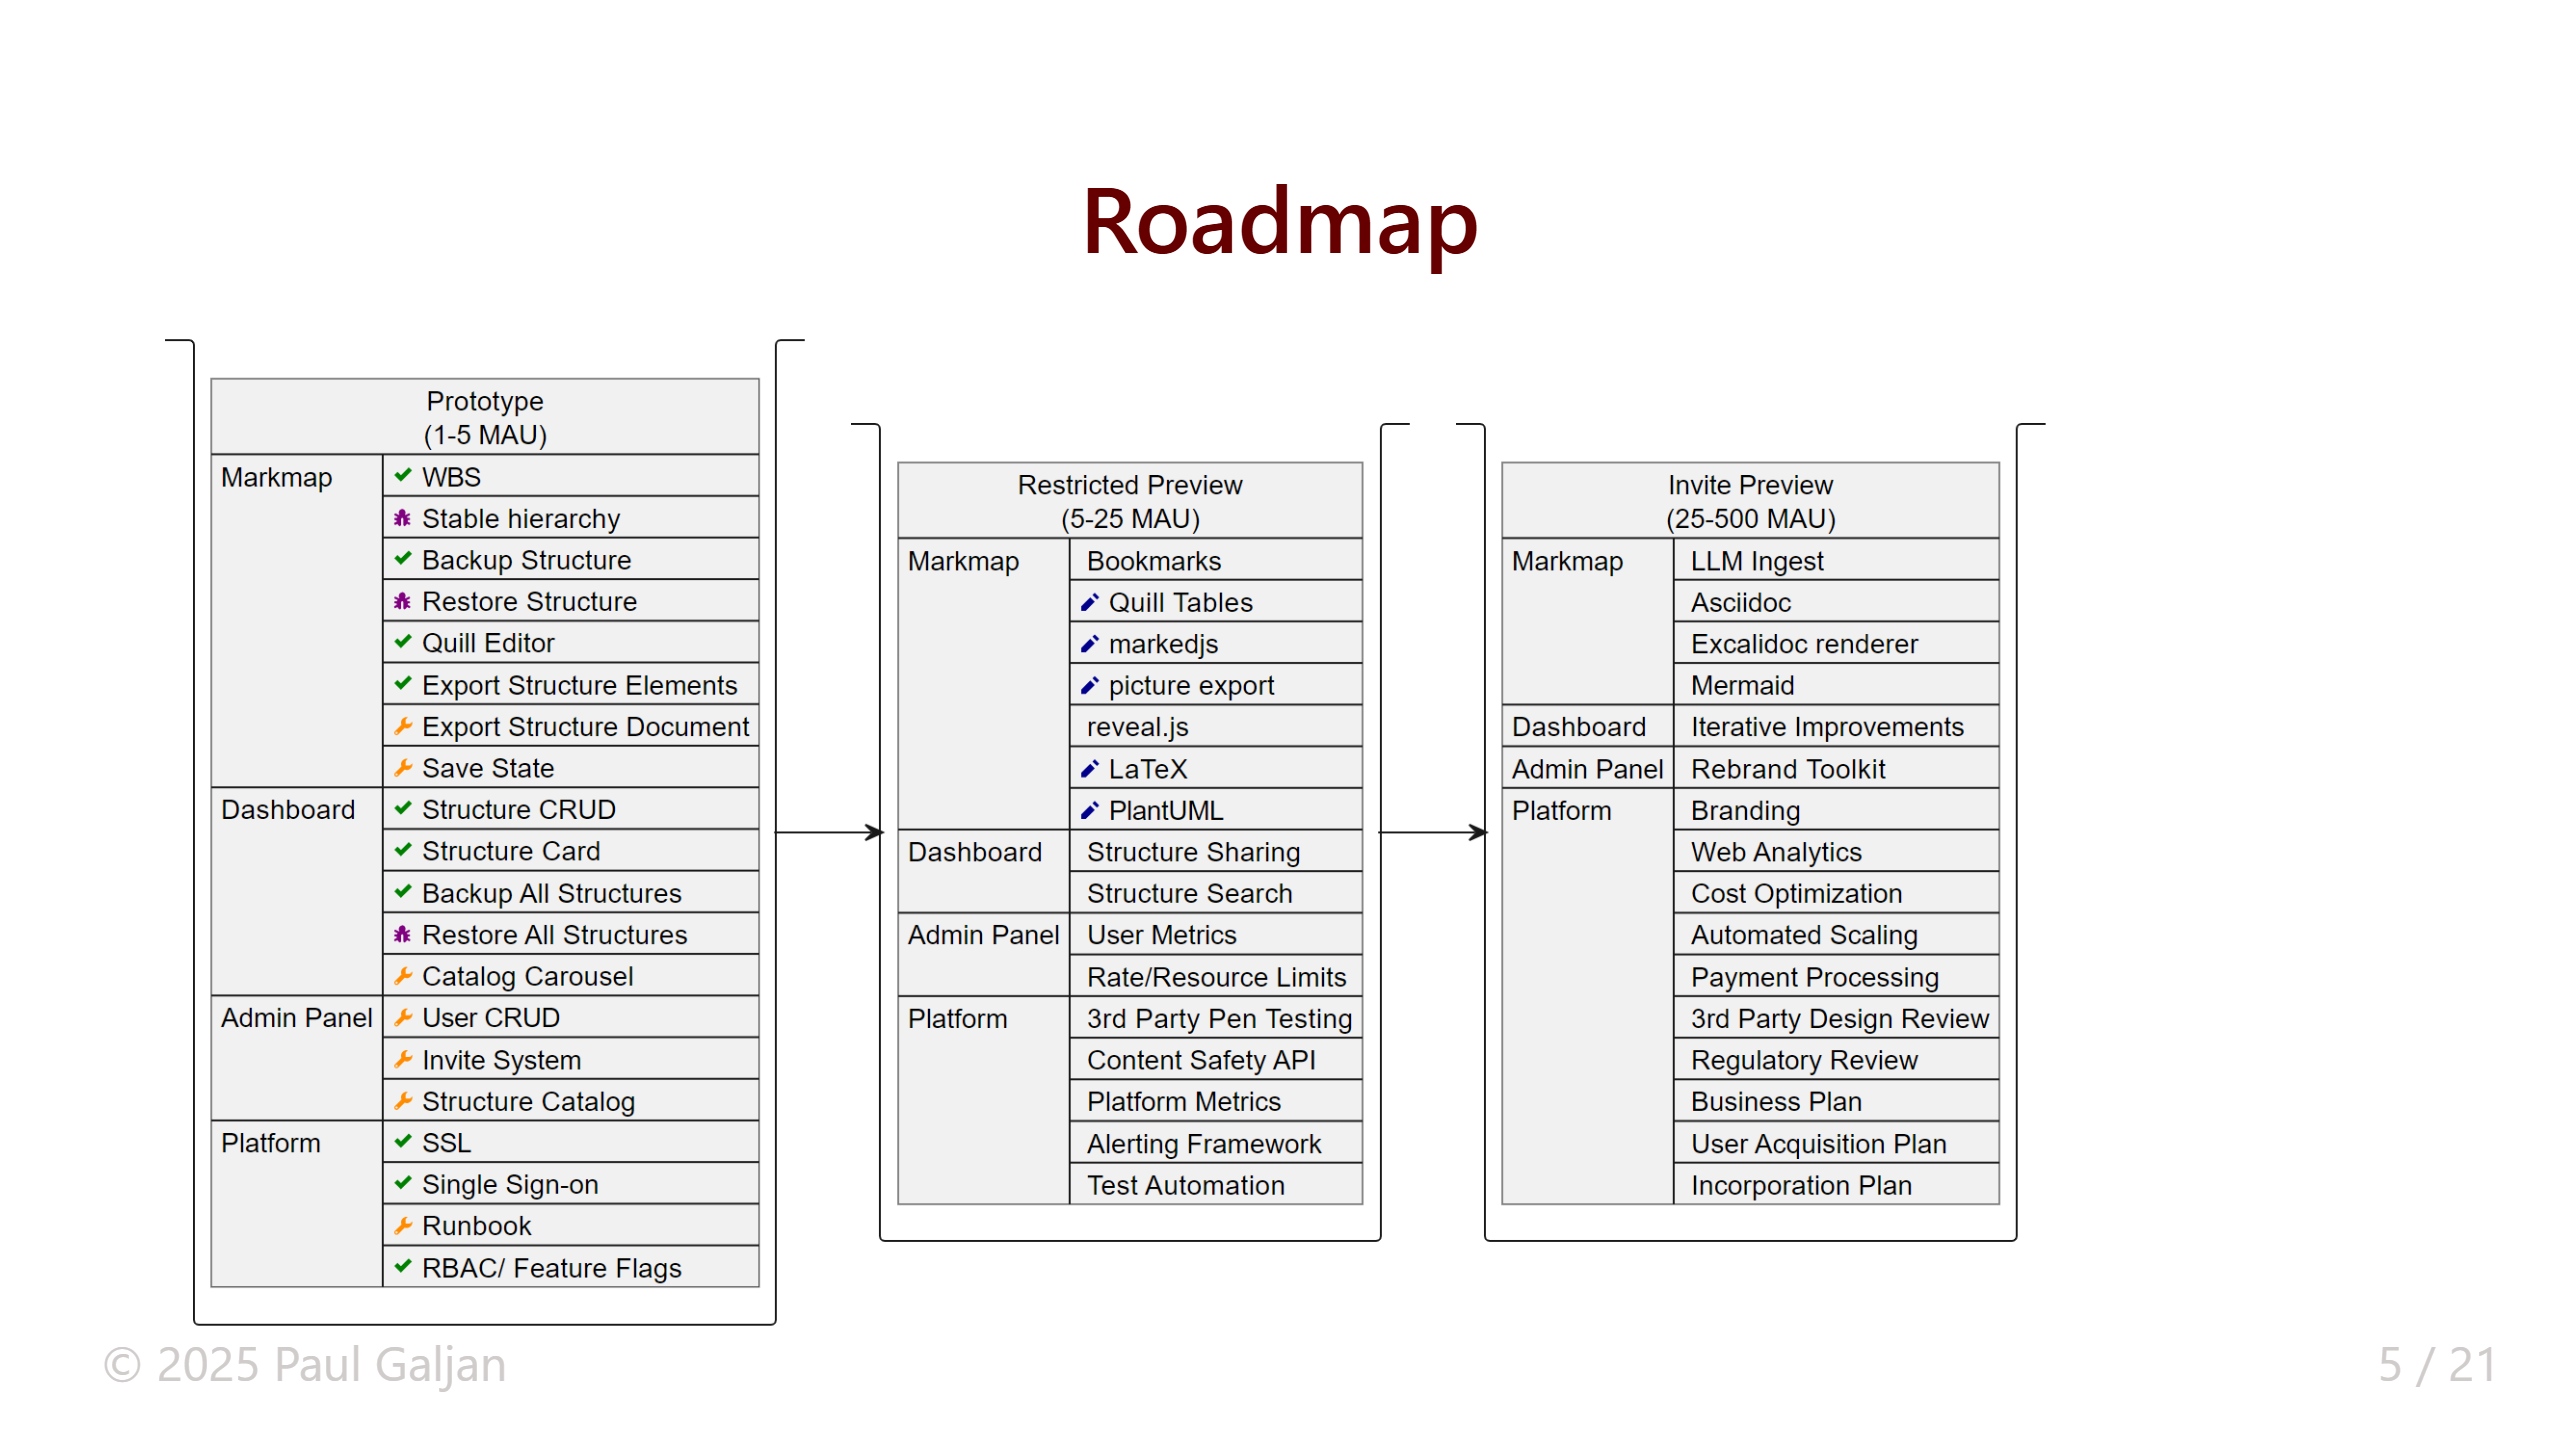 Roadmap
Prototype
(1-5 MAU)
Markmap
WBS
Stable hierarchy
Backup Structure
Restore Structure
Quill Editor
Export Structure Elements
Export Structure Document
Save State
Dashboard
Structure CRUD
Structure Card
Backup All Structures
Restore All Structures
Catalog Carousel
Admin Panel
User CRUD
Invite System
Structure Catalog
Platform
SSL
Single Sign-on
Runbook
RBAC/ Feature Flags
Restricted Preview
(5-25 MAU)
Markmap
Bookmarks
Quill Tables
markedjs
picture export
reveal.js
LaTeX
PlantUML
Dashboard
Structure Sharing
Structure Search
Admin Panel
User Metrics
Rate/Resource Limits
Platform
3rd Party Pen Testing
Content Safety API
Platform Metrics
Alerting Framework
Test Automation
Invite Preview
(25-500 MAU)
Markmap
LLM Ingest
Asciidoc
Excalidoc renderer
Mermaid
Dashboard
Iterative Improvements
Admin Panel
Rebrand Toolkit
Platform
Branding
Web Analytics
Cost Optimization
Automated Scaling
Payment Processing
3rd Party Design Review
Regulatory Review
Business Plan
User Acquisition Plan
Incorporation Plan
© 2025 Paul Galjan
5 / 21